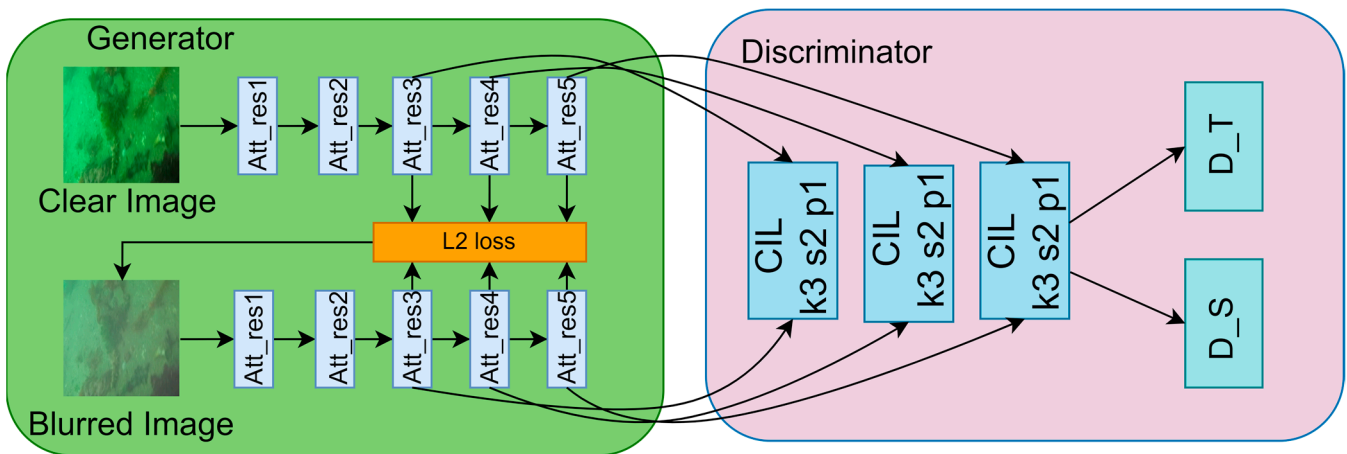 Generator
Att_res1
Att_res2
Att_res3
Att_res4
Att_res5
Clear Image
L2 loss
Att_res1
Att_res2
Att_res3
Att_res4
Att_res5
Blurred Image
Discriminator
CIL
k3 s2 p1
CIL
k3 s2 p1
CIL
k3 s2 p1
D_T
D_S